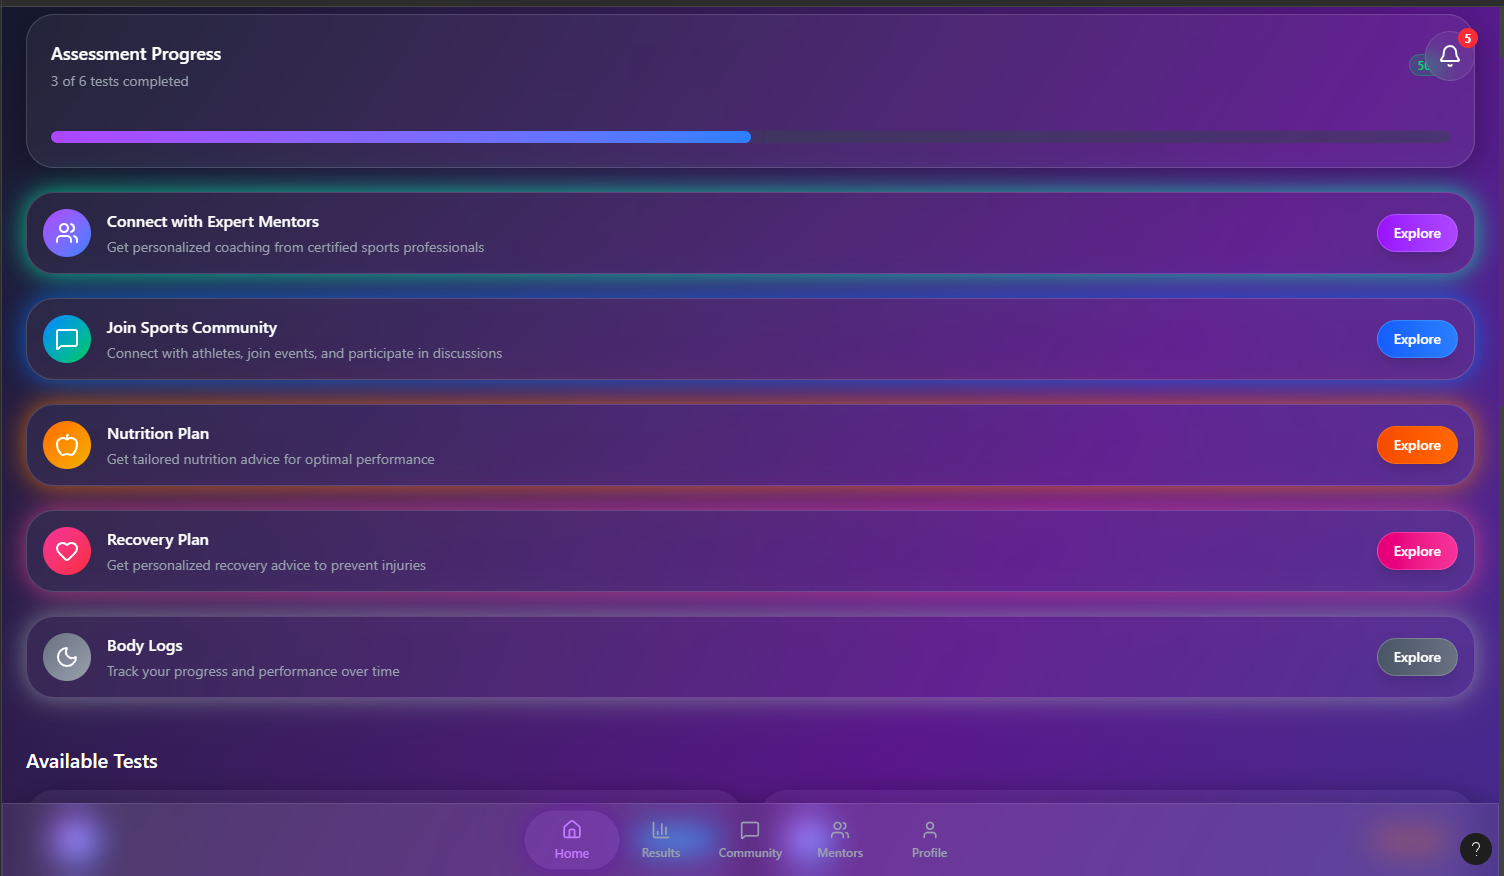 Assessment Progress
3 of 6 tests completed
5
Connect with Expert Mentors
Get personalized coaching from certified sports professionals
Explore
Join Sports Community
Connect with athletes, join events, and participate in discussions
Explore
Nutrition Plan
Get tailored nutrition advice for optimal performance
Explore
Recovery Plan
Get personalized recovery advice to prevent injuries
Explore
Body Logs
Track your progress and performance over time
Explore
Available Tests
Home
Results
Community
Mentors
Profile
?